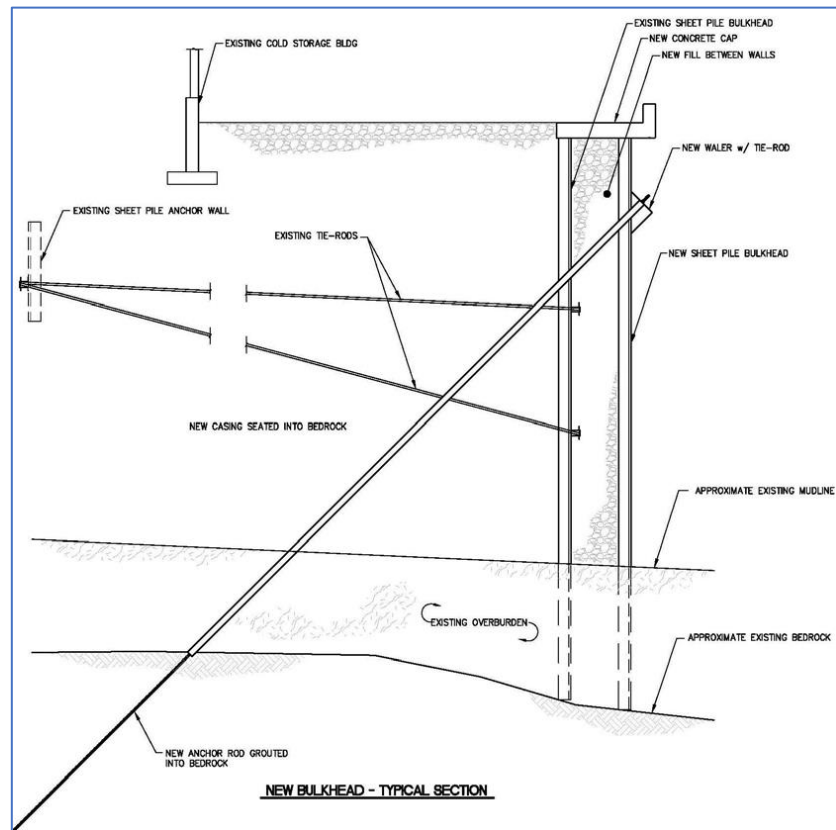 EXISTING SHEET PILE BULKHEAD
NEW CONCRETE CAP
EXISTING COLD STORAGE BLDG
NEW FILL BETWEEN WALLS
NEW WALER w/ TIE-ROD
EXISTING SHEET PILE ANCHOR WALL
EXISTING TIE-RODS
NEW SHEET PILE BULKHEAD
NEW CASING SEATED INTO BEDROCK
APPROXIMATE EXISTING MUDLINE
EXISTING OVERBURDEN
APPROXIMATE EXISTING BEDROCK
NEW ANCHOR ROD GROUTED
INTO BEDROCK
NEW BULKHEAD - TYPICAL SECTION